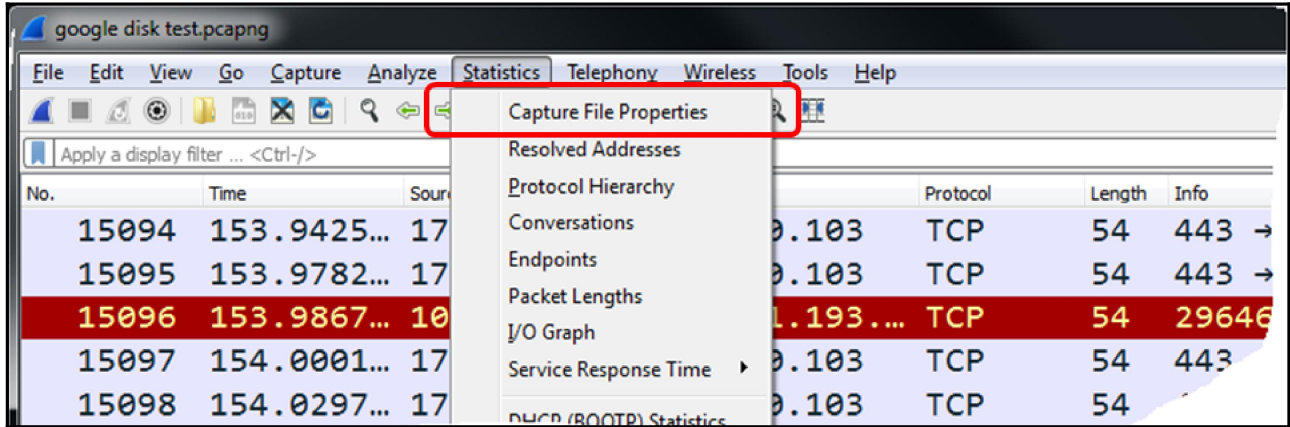 google disk test.pcapng
File Edit View Go Capture Analyze Statistics Telephony Wireless Tools Help
Capture File Properties
Apply a display filter ... <Ctrl-/>
Resolved Addresses
Protocol Hierarchy
Conversations
Endpoints
Packet Lengths
I/O Graph
Service Response Time
DHCP (BOOTP) Statistics
No. Time Sour Protocol Length Info
15094 153.9425… 17 0.103 TCP 54 443 →
15095 153.9782… 17 0.103 TCP 54 443 →
15096 153.9867… 10 1.193.… TCP 54 29646
15097 154.0001… 17 0.103 TCP 54 443
15098 154.0297… 17 0.103 TCP 54